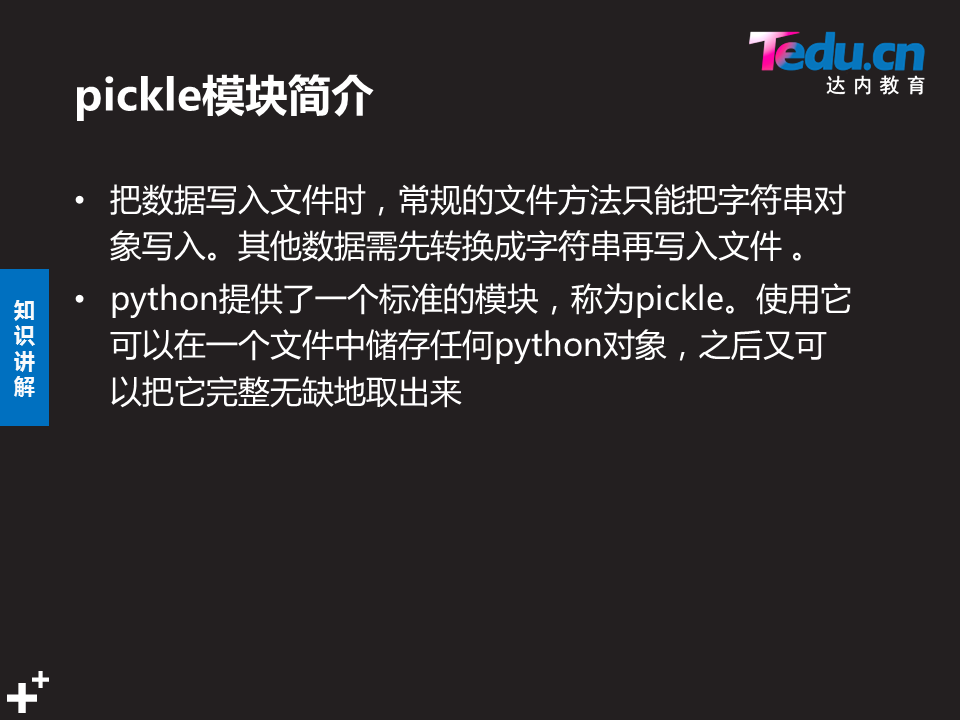 Tedu.cn
达内教育
pickle模块简介
• 把数据写入文件时，常规的文件方法只能把字符串对
象写入。其他数据需先转换成字符串再写入文件 。
• python提供了一个标准的模块，称为pickle。使用它
可以在一个文件中储存任何python对象，之后又可
以把它完整无缺地取出来
知
识
讲
解